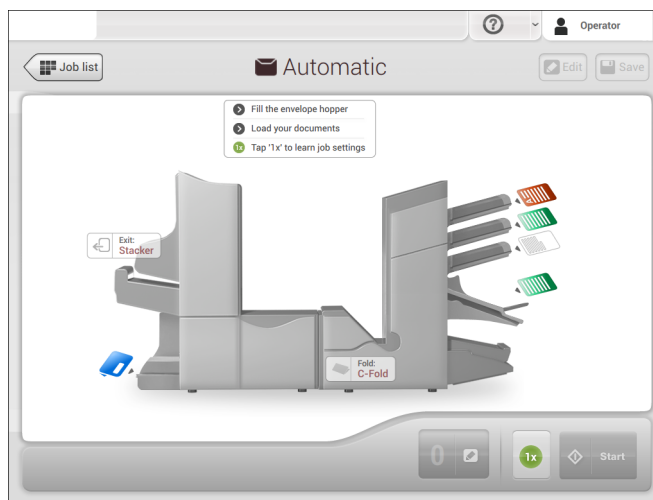 Operator
Job list
Automatic
Edit
Save
Fill the envelope hopper
Load your documents
1x Tap '1x' to learn job settings
Exit:
Stacker
Fold:
C-Fold
0
1x
Start